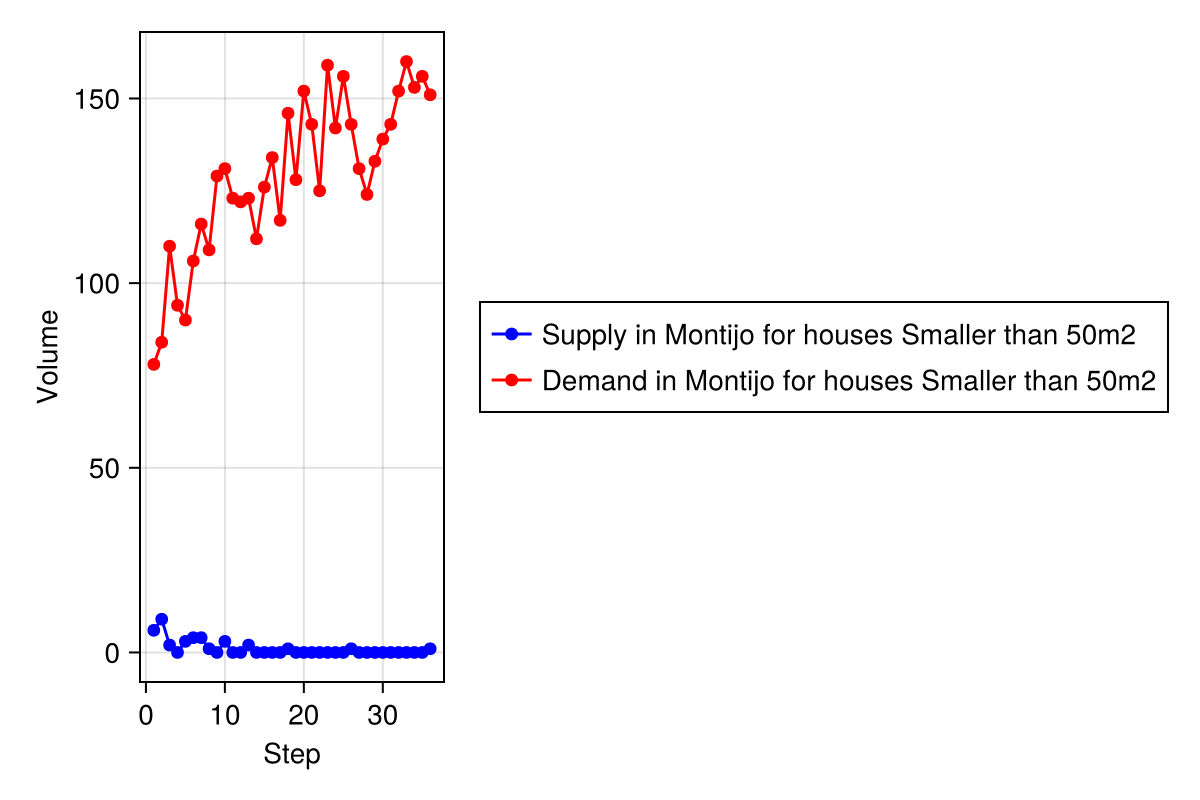 150
100
50
0
Volume
0 10 20 30
Step
Supply in Montijo for houses Smaller than 50m2
Demand in Montijo for houses Smaller than 50m2